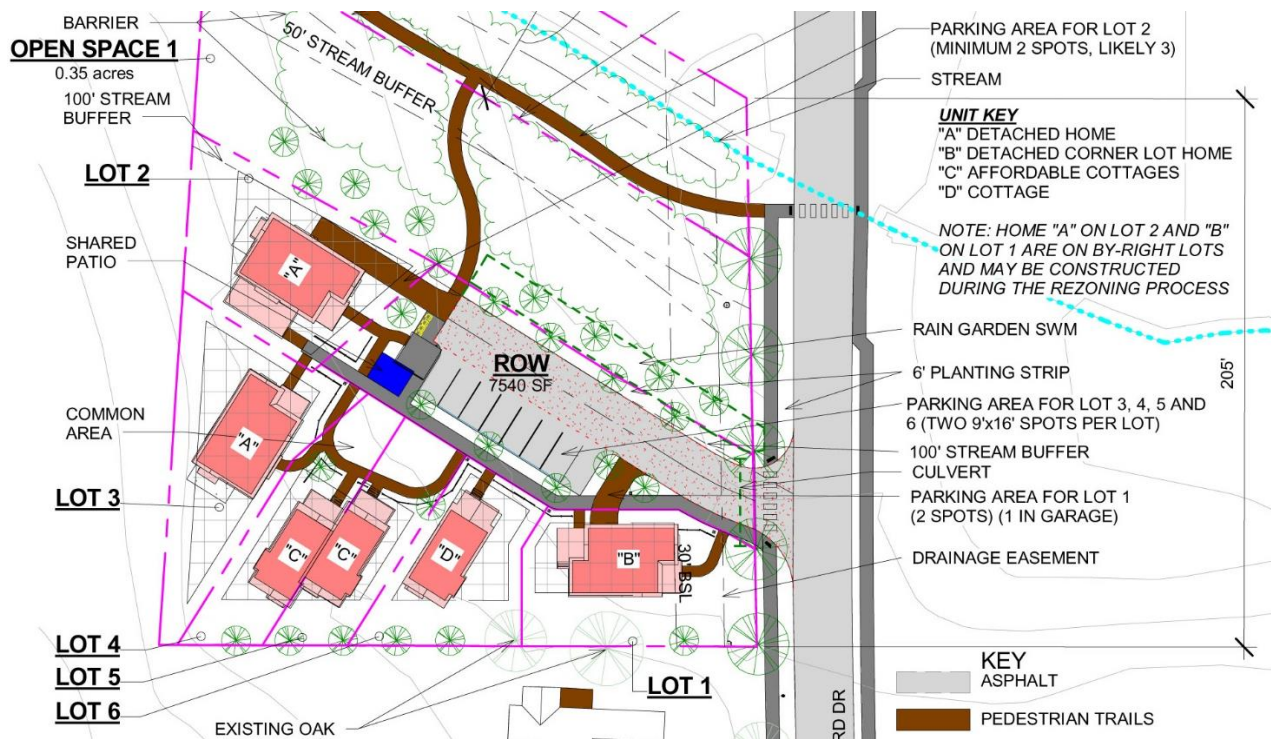 BARRIER
OPEN SPACE 1
0.35 acres
100' STREAM
BUFFER
50' STREAM BUFFER
LOT 2
SHARED
PATIO
"A"
"A"
COMMON
AREA
LOT 3
"C"
"C"
"D"
"B"
30' BSL
ROW
7540 SF
LOT 4
LOT 5
LOT 6
EXISTING OAK
LOT 1
PARKING AREA FOR LOT 2
(MINIMUM 2 SPOTS, LIKELY 3)
STREAM
UNIT KEY
"A" DETACHED HOME
"B" DETACHED CORNER LOT HOME
"C" AFFORDABLE COTTAGES
"D" COTTAGE
NOTE: HOME "A" ON LOT 2 AND "B"
ON LOT 1 ARE ON BY-RIGHT LOTS
AND MAY BE CONSTRUCTED
DURING THE REZONING PROCESS
RAIN GARDEN SWM
6' PLANTING STRIP
PARKING AREA FOR LOT 3, 4, 5 AND
6 (TWO 9'x16' SPOTS PER LOT)
100' STREAM BUFFER
CULVERT
PARKING AREA FOR LOT 1
(2 SPOTS) (1 IN GARAGE)
DRAINAGE EASEMENT
205'
KEY
ASPHALT
PEDESTRIAN TRAILS
RD DR